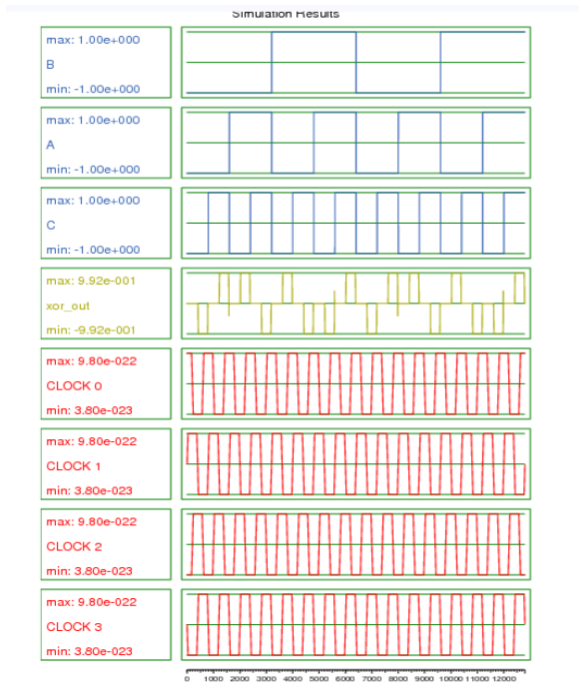 Simulation Results
max: 1.00e+000
B
min: -1.00e+000
max: 1.00e+000
A
min: -1.00e+000
max: 1.00e+000
C
min: -1.00e+000
max: 9.92e-001
xor_out
min: -9.92e-001
max: 9.80e-022
CLOCK 0
min: 3.80e-023
max: 9.80e-022
CLOCK 1
min: 3.80e-023
max: 9.80e-022
CLOCK 2
min: 3.80e-023
max: 9.80e-022
CLOCK 3
min: 3.80e-023
0 1000 2000 3000 4000 5000 6000 7000 8000 9000 10000 11000 12000